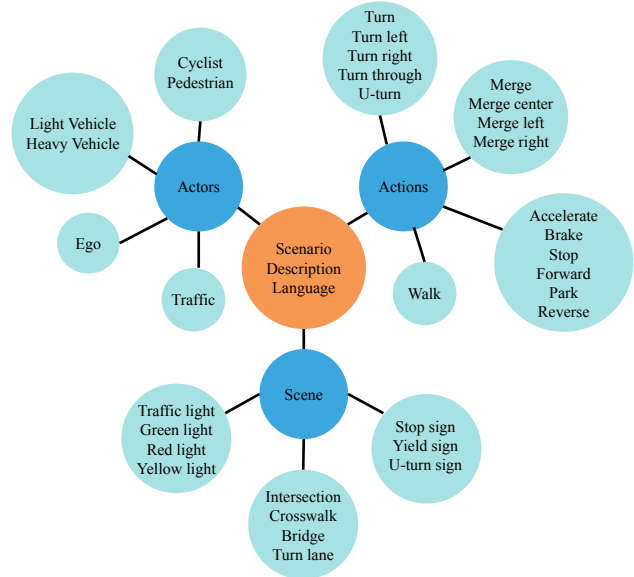 Turn
Turn left
Turn right
Turn through
U-turn
Cyclist
Pedestrian
Merge
Merge center
Merge left
Merge right
Light Vehicle
Heavy Vehicle
Actors
Actions
Ego
Scenario
Description
Language
Accelerate
Brake
Stop
Forward
Park
Reverse
Traffic
Walk
Scene
Traffic light
Green light
Red light
Yellow light
Stop sign
Yield sign
U-turn sign
Intersection
Crosswalk
Bridge
Turn lane